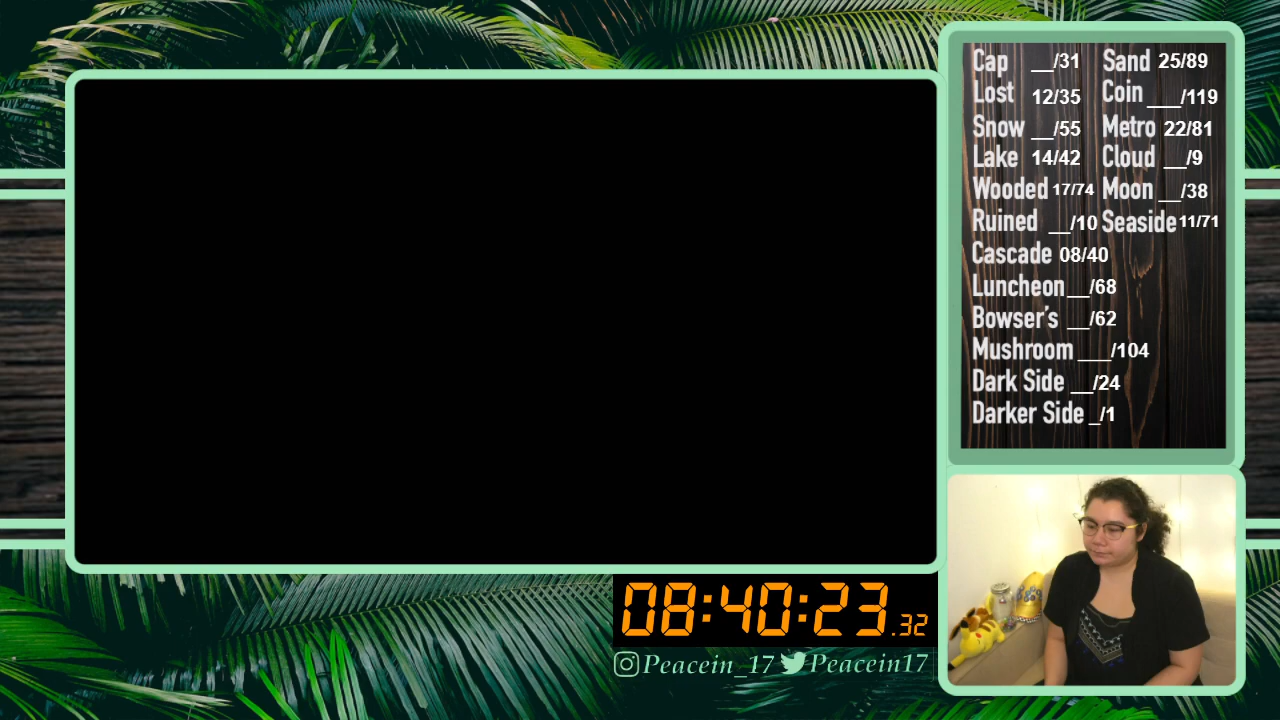 Cap __/31 Sand 25/89
Lost 12/35 Coin ___/119
Snow __/55 Metro 22/81
Lake 14/42 Cloud __/9
Wooded 17/74 Moon __/38
Ruined __/10 Seaside 11/71
Cascade 08/40
Luncheon __/68
Bowser's __/62
Mushroom ___/104
Dark Side __/24
Darker Side _/1
08:40:23.32
Peacein_17 Peacein17